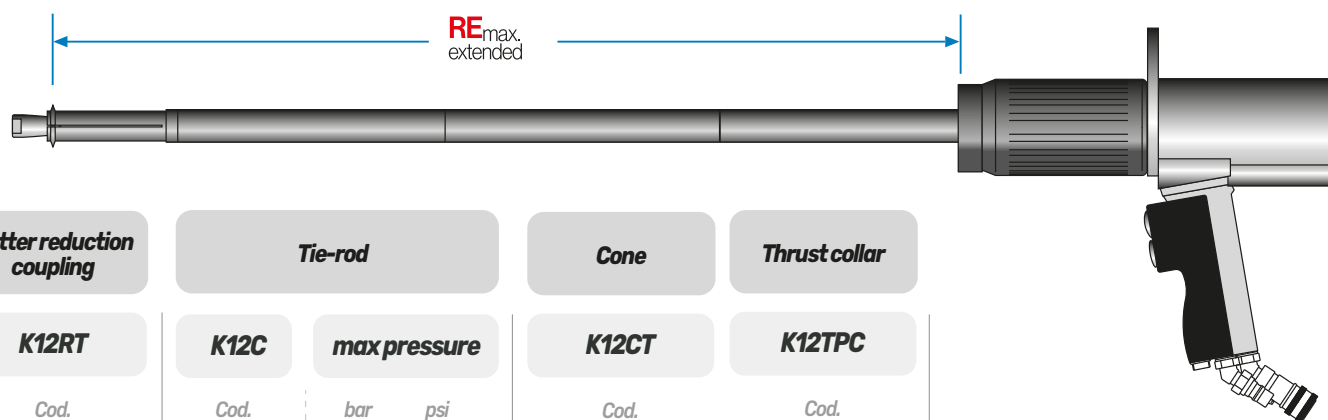 REmax.
extended
tter reduction
coupling
Tie-rod
Cone
Thrust collar
K12RT
K12C
max pressure
K12CT
K12TPC
Cod.
Cod.
bar
psi
Cod.
Cod.